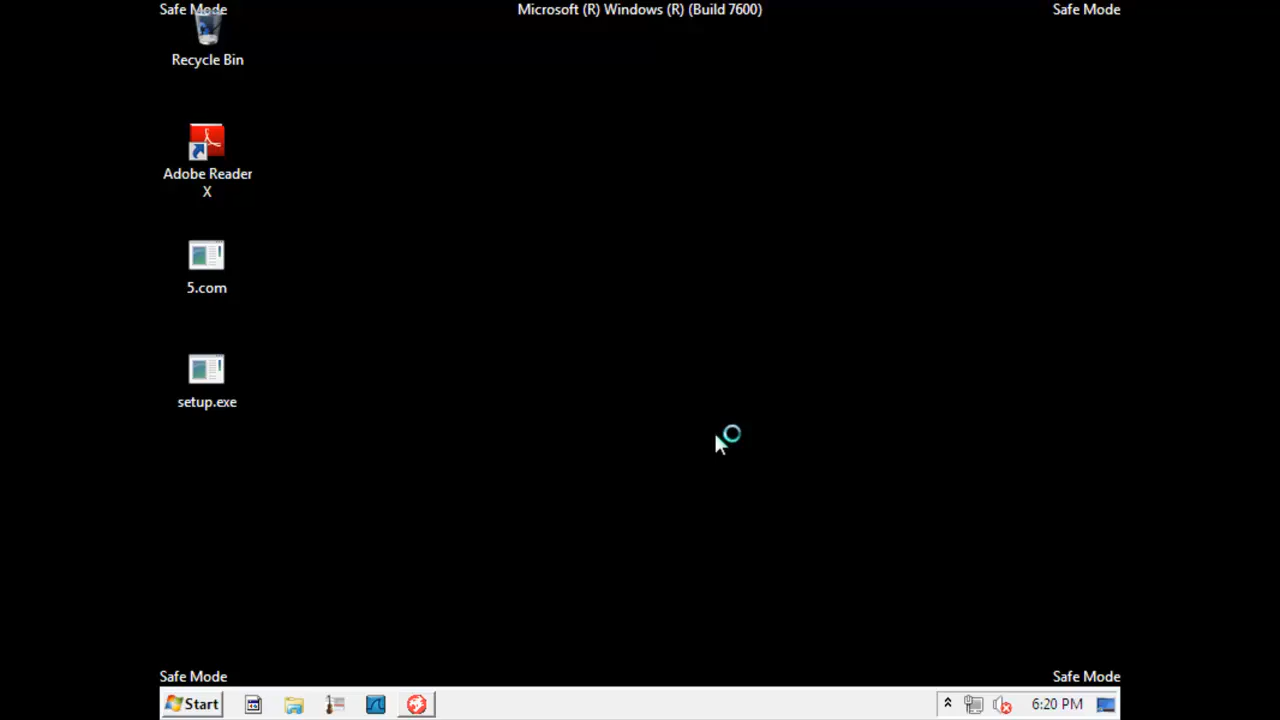 Safe Mode
Microsoft (R) Windows (R) (Build 7600)
Safe Mode
Recycle Bin
Adobe Reader
X
5.com
setup.exe
Safe Mode
Safe Mode
Start
6:20 PM